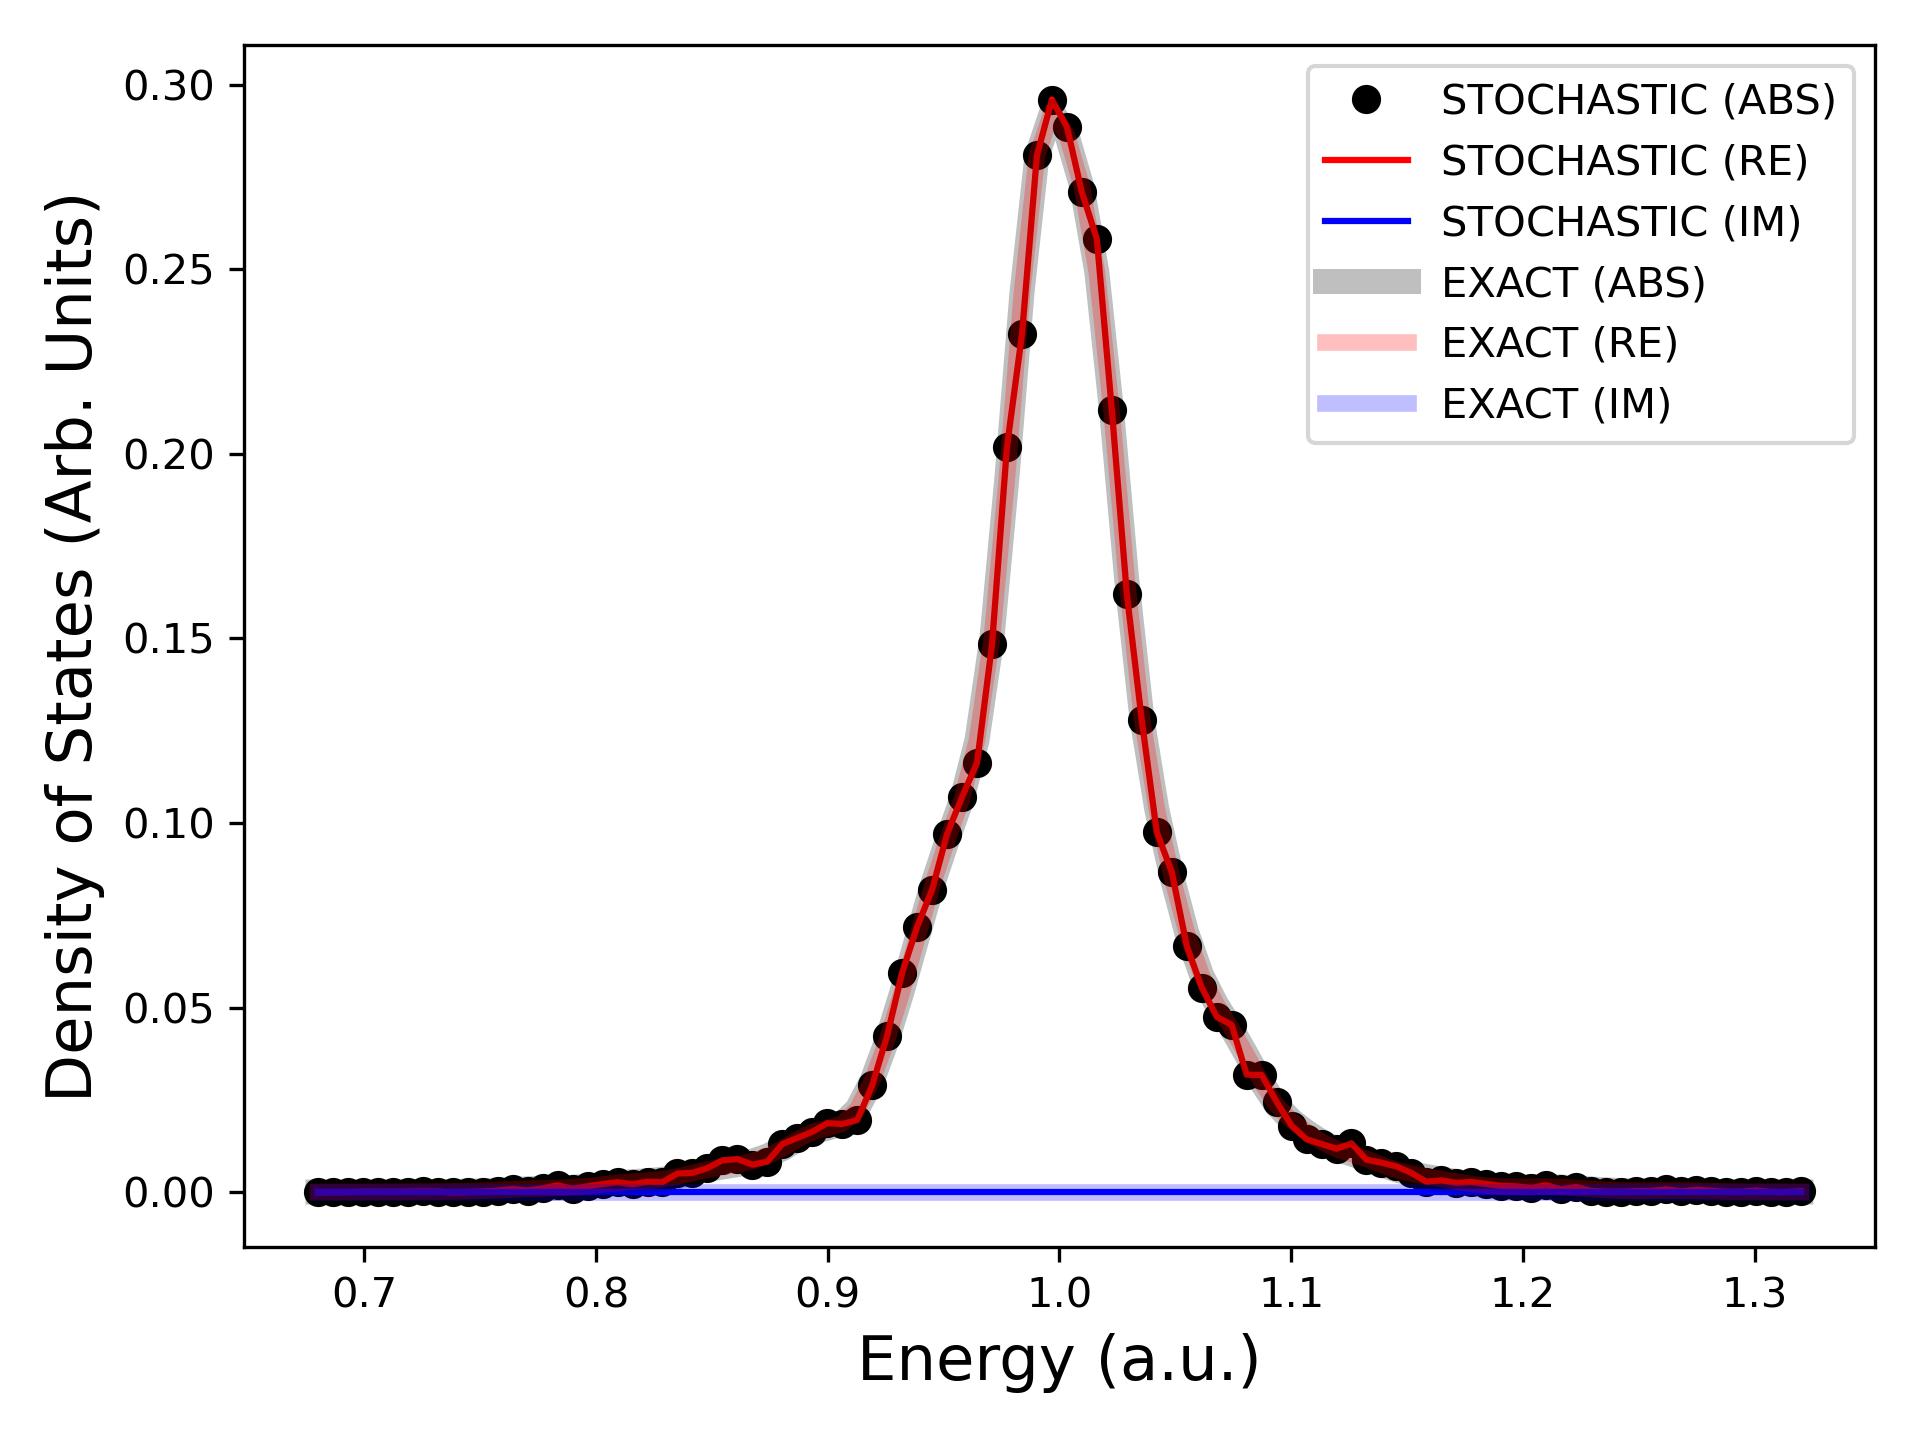 0.30
0.25
0.20
0.15
0.10
0.05
0.00
Density of States (Arb. Units)
STOCHASTIC (ABS)
STOCHASTIC (RE)
STOCHASTIC (IM)
EXACT (ABS)
EXACT (RE)
EXACT (IM)
0.7 0.8 0.9 1.0 1.1 1.2 1.3
Energy (a.u.)